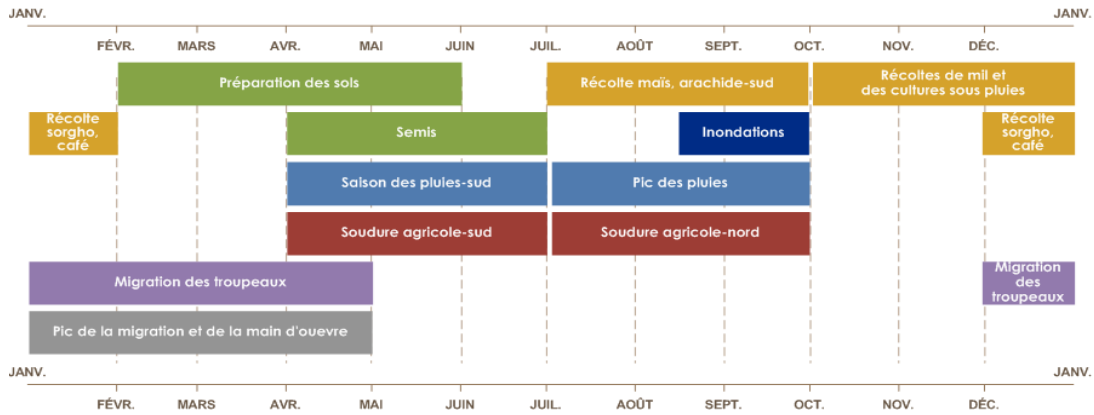 JANV. JANV.
FÉVR. MARS AVR. MAI JUIN JUIL. AOÛT SEPT. OCT. NOV. DÉC.
Préparation des sols
Récolte maïs, arachide-sud
Récoltes de mil et
des cultures sous pluies
Récolte
sorgho,
café
Semis
Inondations
Récolte
sorgho,
café
Saison des pluies-sud
Pic des pluies
Soudure agricole-sud
Soudure agricole-nord
Migration des troupeaux
Migration
des
troupeaux
Pic de la migration et de la main d'ouevre
JANV. JANV.
FÉVR. MARS AVR. MAI JUIN JUIL. AOÛT SEPT. OCT. NOV. DÉC.